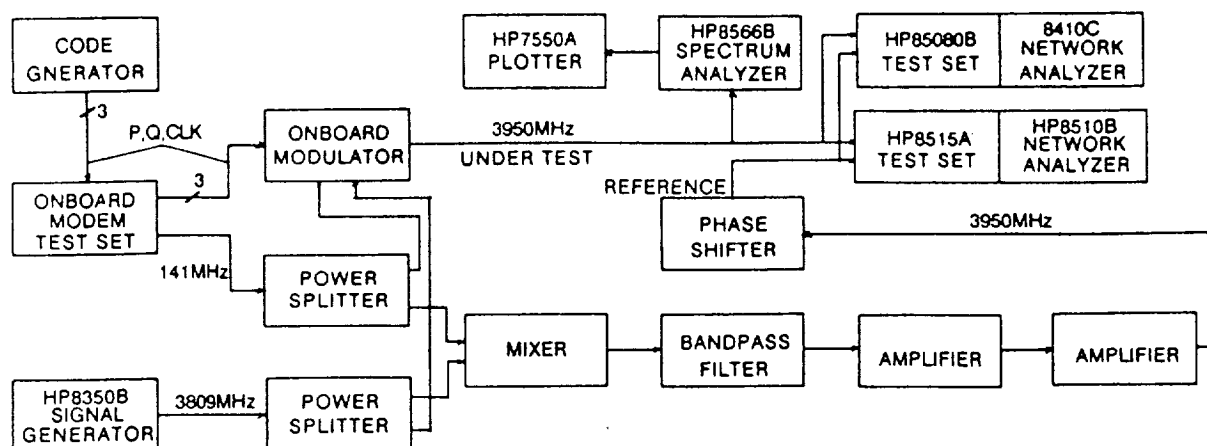 CODE
GNERATOR
3
P,Q,CLK
3
ONBOARD
MODEM
TEST SET
141MHz
HP8350B
SIGNAL
GENERATOR
3809MHz
ONBOARD
MODULATOR
POWER
SPLITTER
POWER
SPLITTER
HP7550A
PLOTTER
HP8566B
SPECTRUM
ANALYZER
3950MHz
UNDER TEST
REFERENCE
HP85080B
TEST SET
8410C
NETWORK
ANALYZER
HP8515A
TEST SET
HP8510B
NETWORK
ANALYZER
PHASE
SHIFTER
3950MHz
MIXER
BANDPASS
FILTER
AMPLIFIER
AMPLIFIER